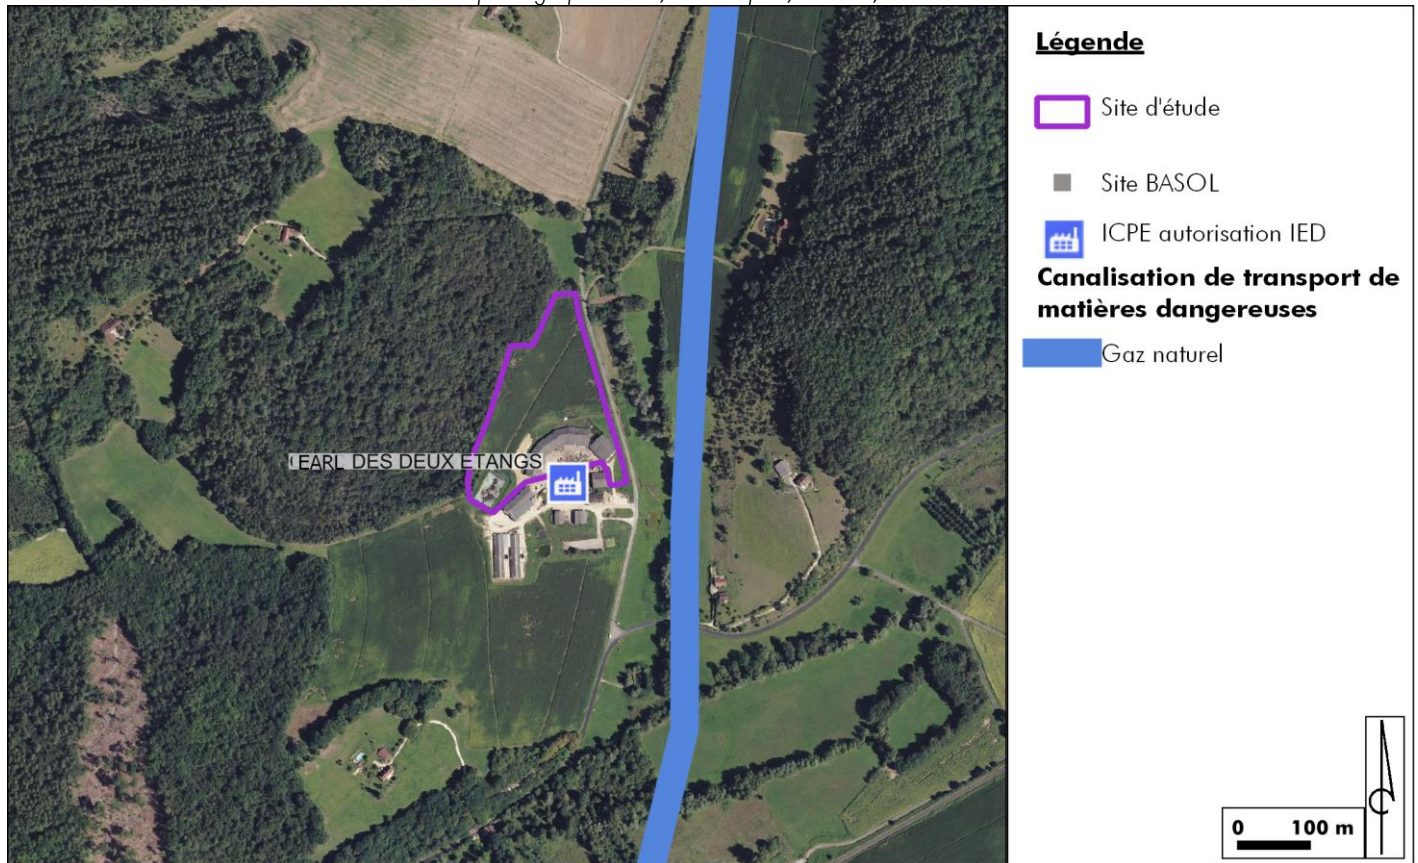 EARL DES DEUX ETANGS
Légende
Site d'étude
Site BASOL
ICPE autorisation IED
Canalisation de transport de
matières dangereuses
Gaz naturel
0 100 m